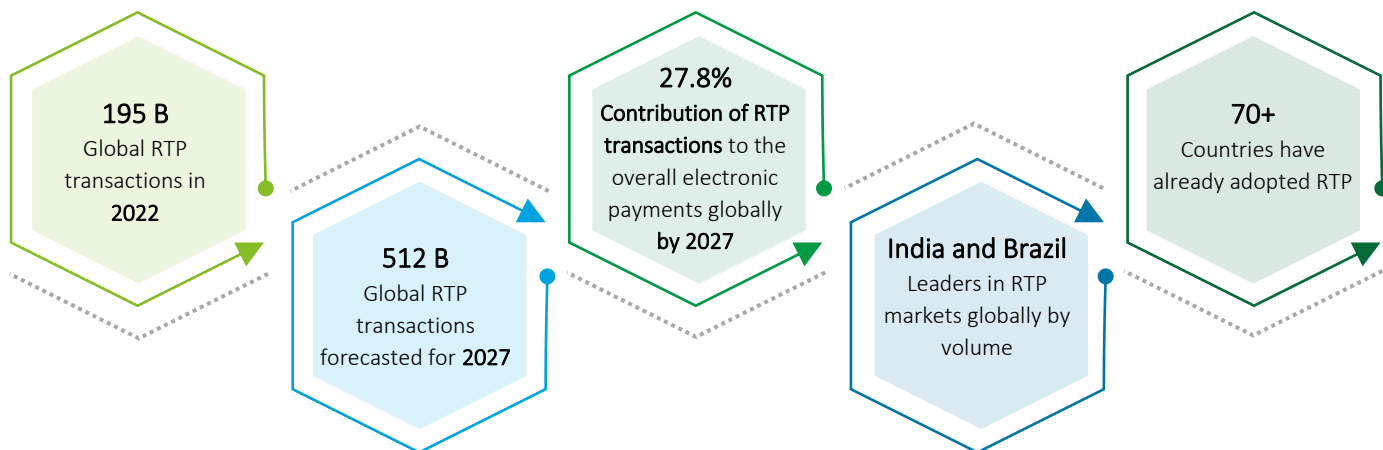 195 B
Global RTP
transactions in
2022
512 B
Global RTP
transactions
forecasted for 2027
27.8%
Contribution of RTP
transactions to the
overall electronic
payments globally
by 2027
India and Brazil
Leaders in RTP
markets globally by
volume
70+
Countries have
already adopted RTP